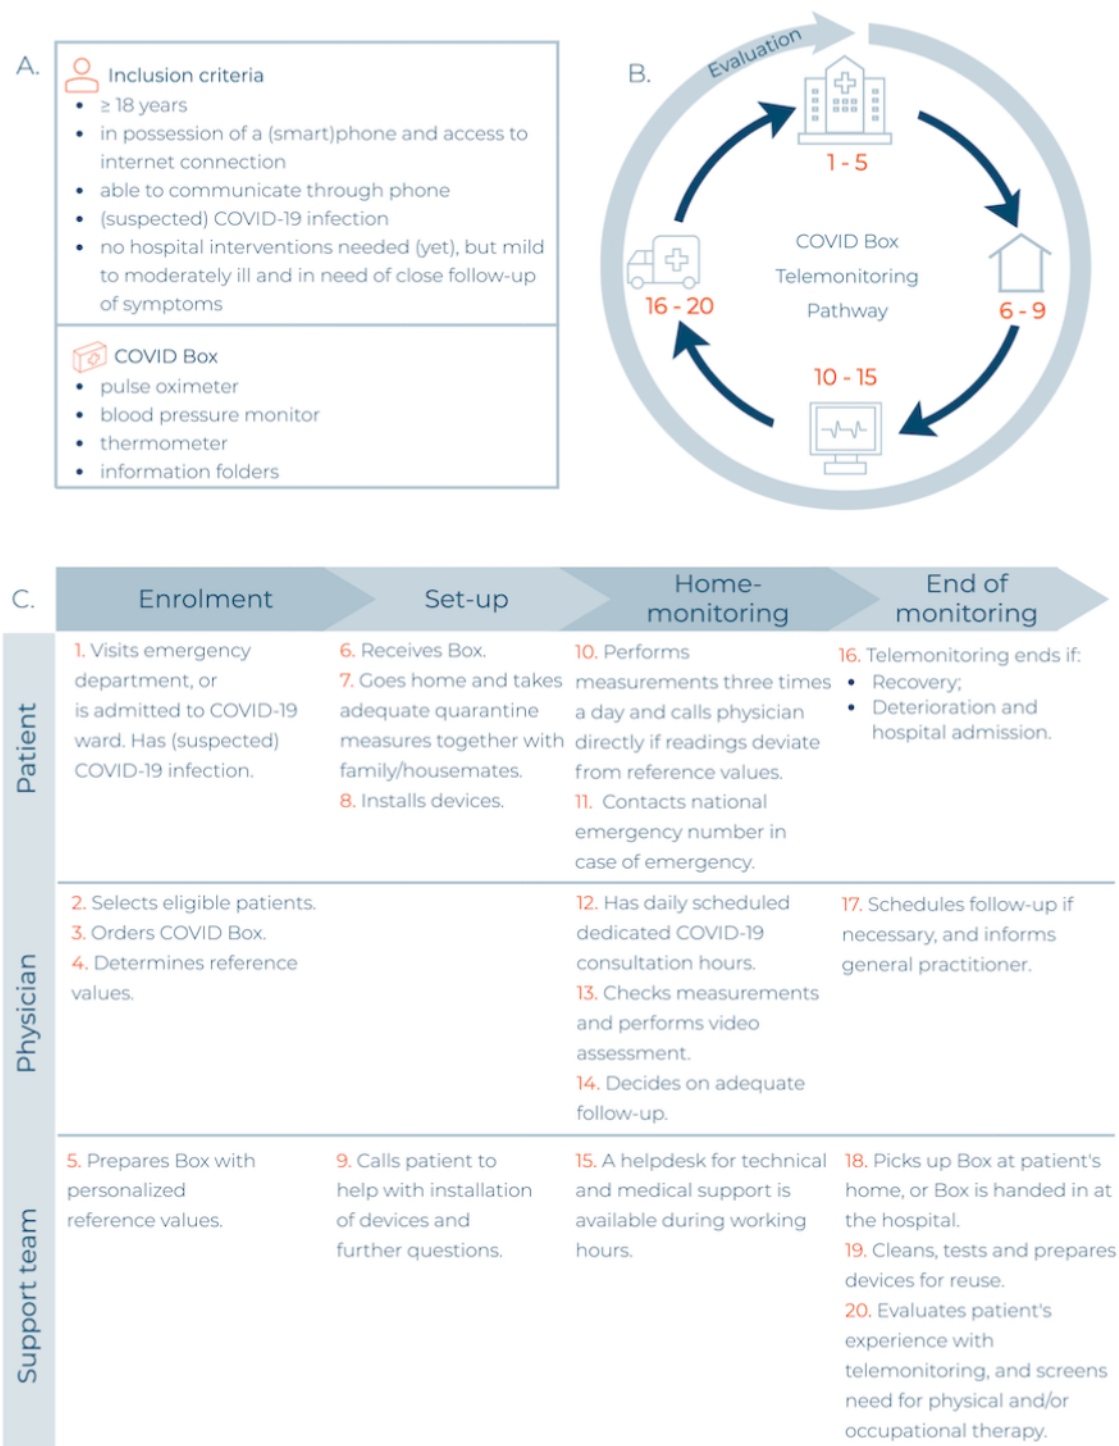 A.
Inclusion criteria
• ≥ 18 years
• in possession of a (smart)phone and access to
internet connection
• able to communicate through phone
• (suspected) COVID-19 infection
• no hospital interventions needed (yet), but mild
to moderately ill and in need of close follow-up
of symptoms
COVID Box
• pulse oximeter
• blood pressure monitor
• thermometer
• information folders
B.
Evaluation
1 - 5
COVID Box
Telemonitoring
Pathway
16 - 20
6 - 9
10 - 15
C.
Enrolment
Set-up
Home-
monitoring
End of
monitoring
Patient
1. Visits emergency
department, or
is admitted to COVID-19
ward. Has (suspected)
COVID-19 infection.
6. Receives Box.
7. Goes home and takes
adequate quarantine
measures together with
family/housemates.
8. Installs devices.
10. Performs
measurements three times
a day and calls physician
directly if readings deviate
from reference values.
11. Contacts national
emergency number in
case of emergency.
16. Telemonitoring ends if:
• Recovery;
• Deterioration and
hospital admission.
Physician
2. Selects eligible patients.
3. Orders COVID Box.
4. Determines reference
values.
12. Has daily scheduled
dedicated COVID-19
consultation hours.
13. Checks measurements
and performs video
assessment.
14. Decides on adequate
follow-up.
17. Schedules follow-up if
necessary, and informs
general practitioner.
Support team
5. Prepares Box with
personalized
reference values.
9. Calls patient to
help with installation
of devices and
further questions.
15. A helpdesk for technical
and medical support is
available during working
hours.
18. Picks up Box at patient's
home, or Box is handed in at
the hospital.
19. Cleans, tests and prepares
devices for reuse.
20. Evaluates patient's
experience with
telemonitoring, and screens
need for physical and/or
occupational therapy.